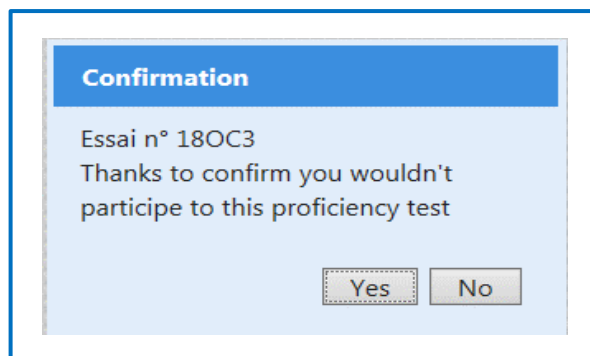 Confirmation
Essai n° 18OC3
Thanks to confirm you wouldn't
participe to this proficiency test
Yes No